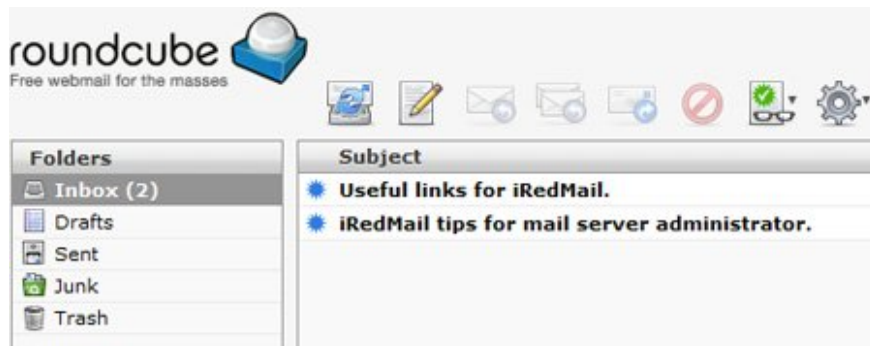 roundcube
Free webmail for the masses
Folders
Inbox (2)
Drafts
Sent
Junk
Trash
Subject
Useful links for iRedMail.
iRedMail tips for mail server administrator.